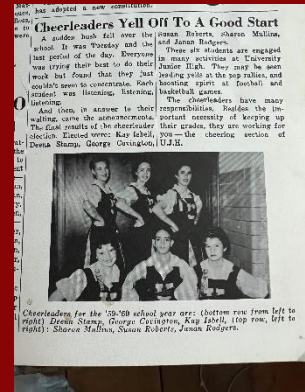 has adopted a new constitution.
Cheerleaders Yell Off To A Good Start
A sudden hush fell over the
school. It was Tuesday and the
last period of the day. Everyone
was trying their best to do their
work but found that they just
couldn't seem to concentrate. Each
student was listening, listening,
listening.
And then, in answer to their
waiting, came the announcements.
The final results of the cheerleader
election. Elected were: Kay Isbell,
Deena Stamp, George Covington,
Susan Roberts, Sharon Mullins,
and Janan Rodgers.
These six students are engaged
in many activities at University
Junior High. They may be seen
leading yells at the pep rallies, and
boosting spirit at football and
basketball games.
The cheerleaders have many
responsibilities. Besides the im-
portant necessity of keeping up
their grades, they are working for
you — the cheering section of
U.J.H.
Cheerleaders for the '59-'60 school year are: (bottom row from left to
right) Deena Stamp, George Covington, Kay Isbell, (top row, left to
right): Sharon Mullins, Susan Roberts, Janan Rodgers.